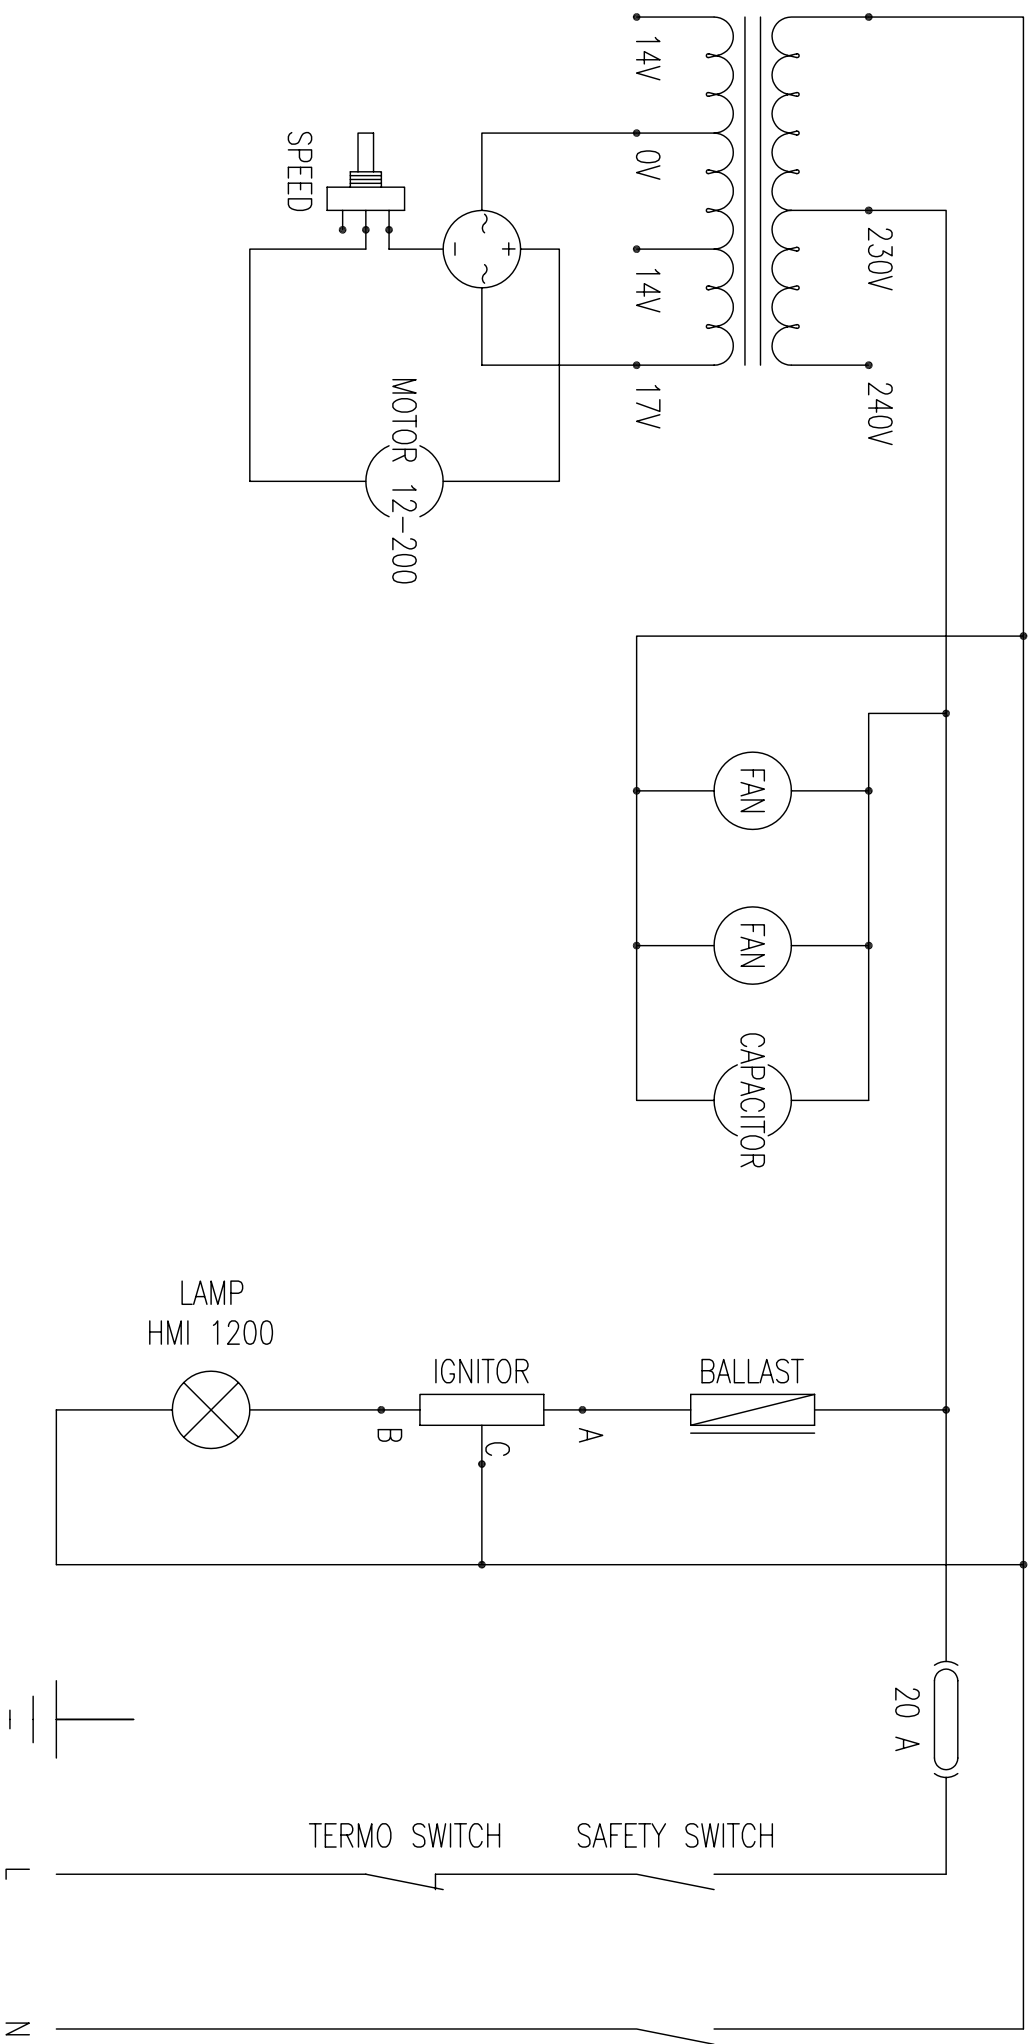 14V
0V
14V
17V
230V
240V
SPEED
~
-
+
~
MOTOR 12-200
FAN
FAN
CAPACITOR
LAMP
HMI 1200
IGNITOR
BALLAST
B
C
A
20 A
TERMO SWITCH
SAFETY SWITCH
L
N